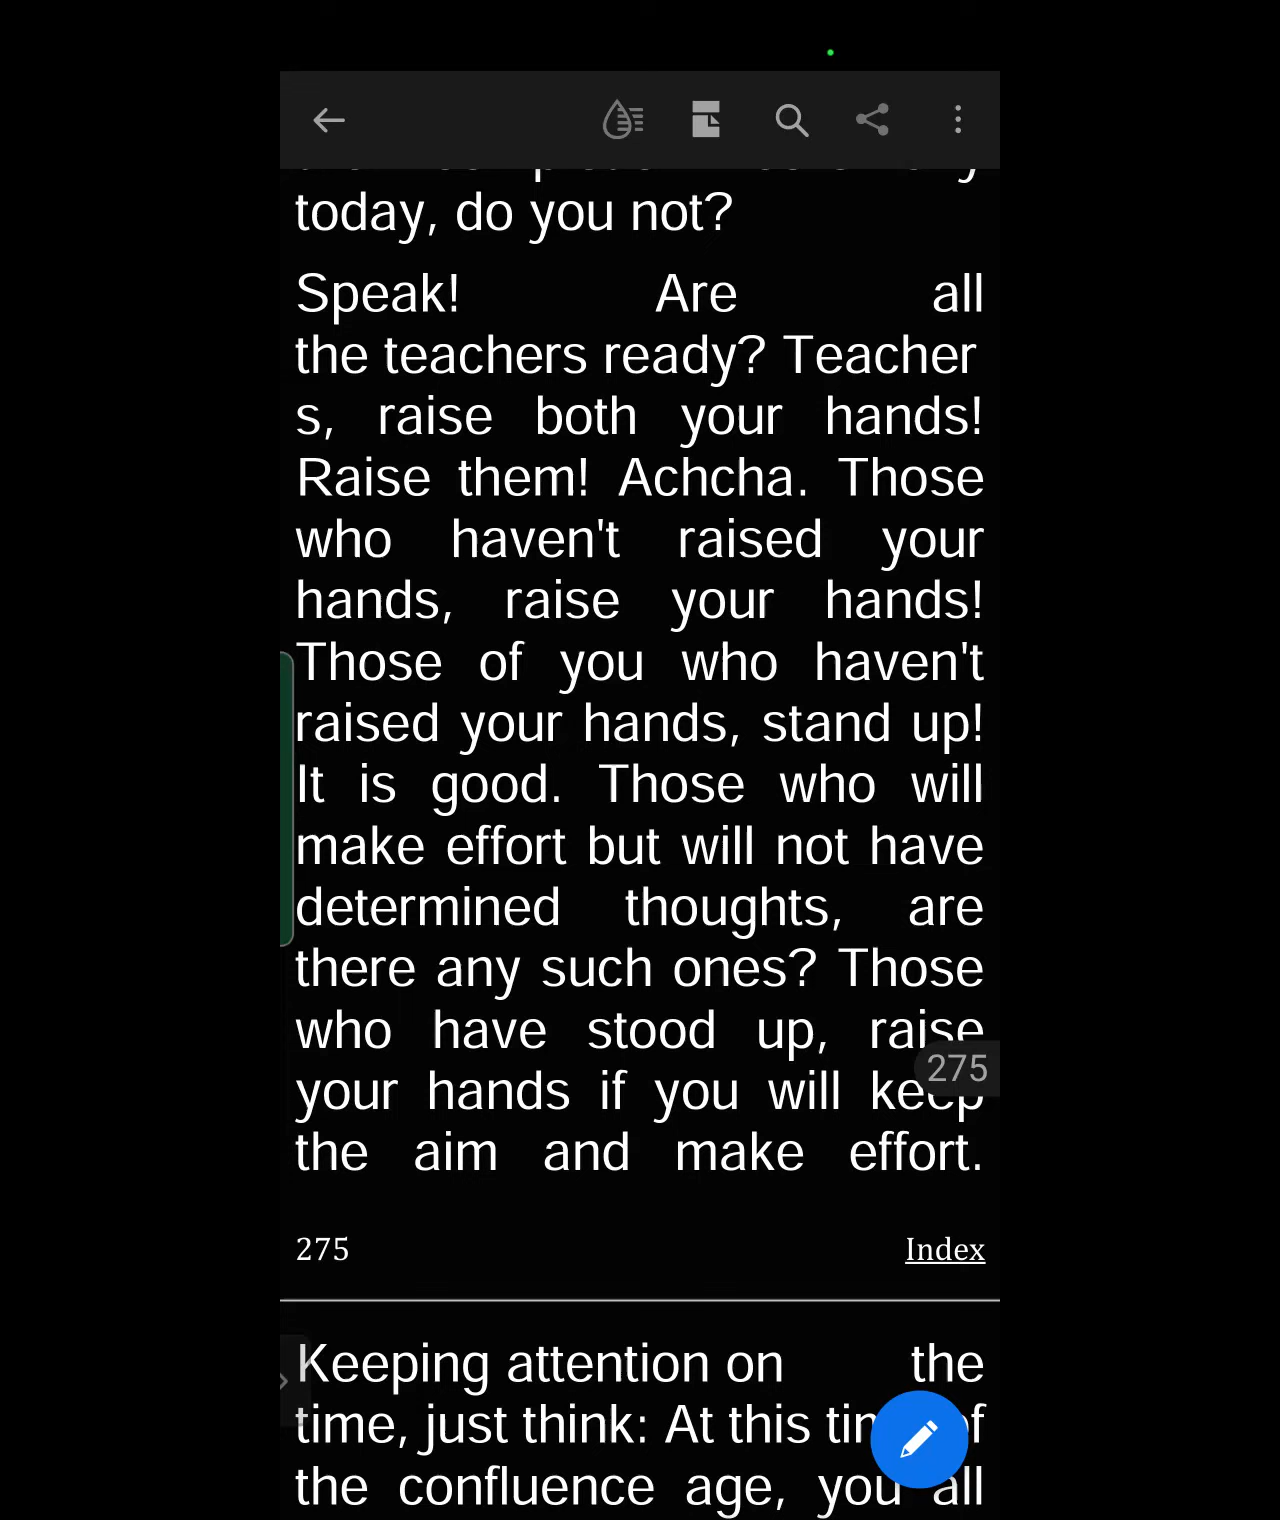 today, do you not?
Speak! Are all
the teachers ready? Teacher
s, raise both your hands!
Raise them! Achcha. Those
who haven't raised your
hands, raise your hands!
Those of you who haven't
raised your hands, stand up!
It is good. Those who will
make effort but will not have
determined thoughts, are
there any such ones? Those
who have stood up, raise
275
your hands if you will keep
the aim and make effort.
275 Index
Keeping attention on the
time, just think: At this time of
the confluence age, you all